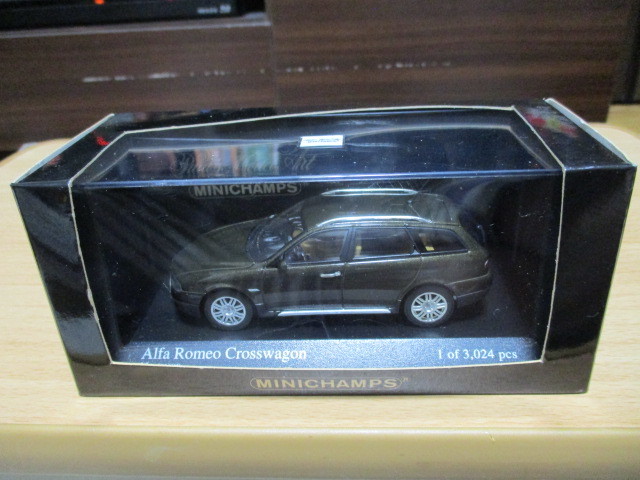 MINICHAMPS
Alfa Romeo Crosswagon
1 of 3,024 pcs
MINICHAMPS